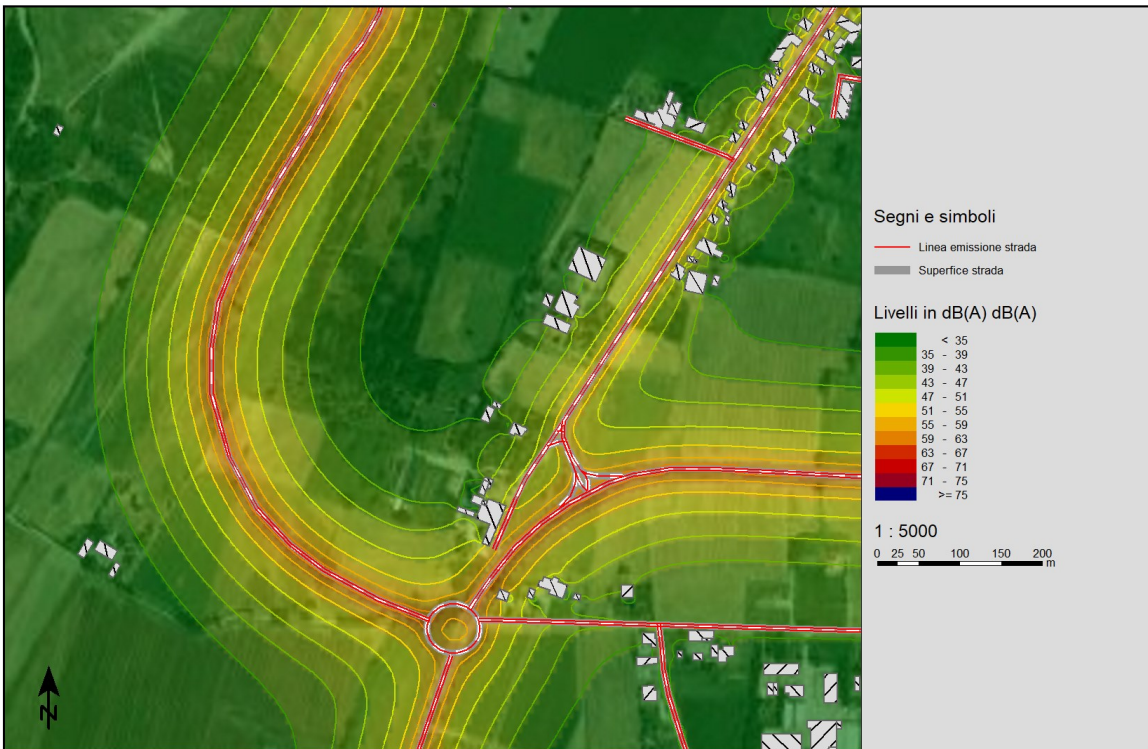 Segni e simboli
Linea emissione strada
Superfice strada
Livelli in dB(A) dB(A)
< 35
35 - 39
39 - 43
43 - 47
47 - 51
51 - 55
55 - 59
59 - 63
63 - 67
67 - 71
71 - 75
>= 75
1 : 5000
0 25 50 100 150 200
m
N